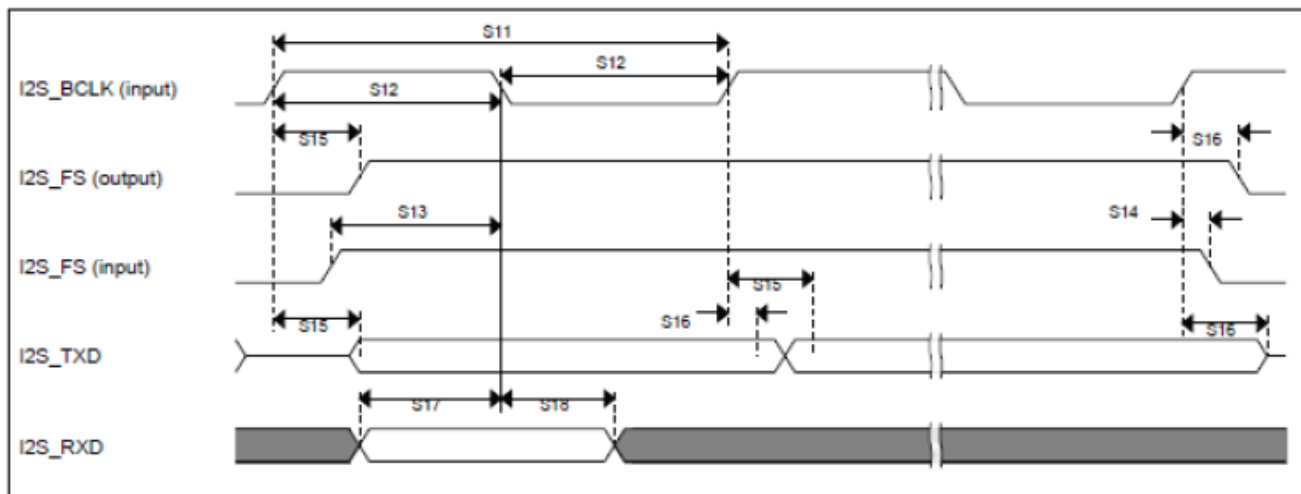 S11
S12
I2S_BCLK (input)
S12
S15
S16
I2S_FS (output)
S13
S14
I2S_FS (input)
S15
S16
S15
S16
I2S_TXD
S17
S18
I2S_RXD